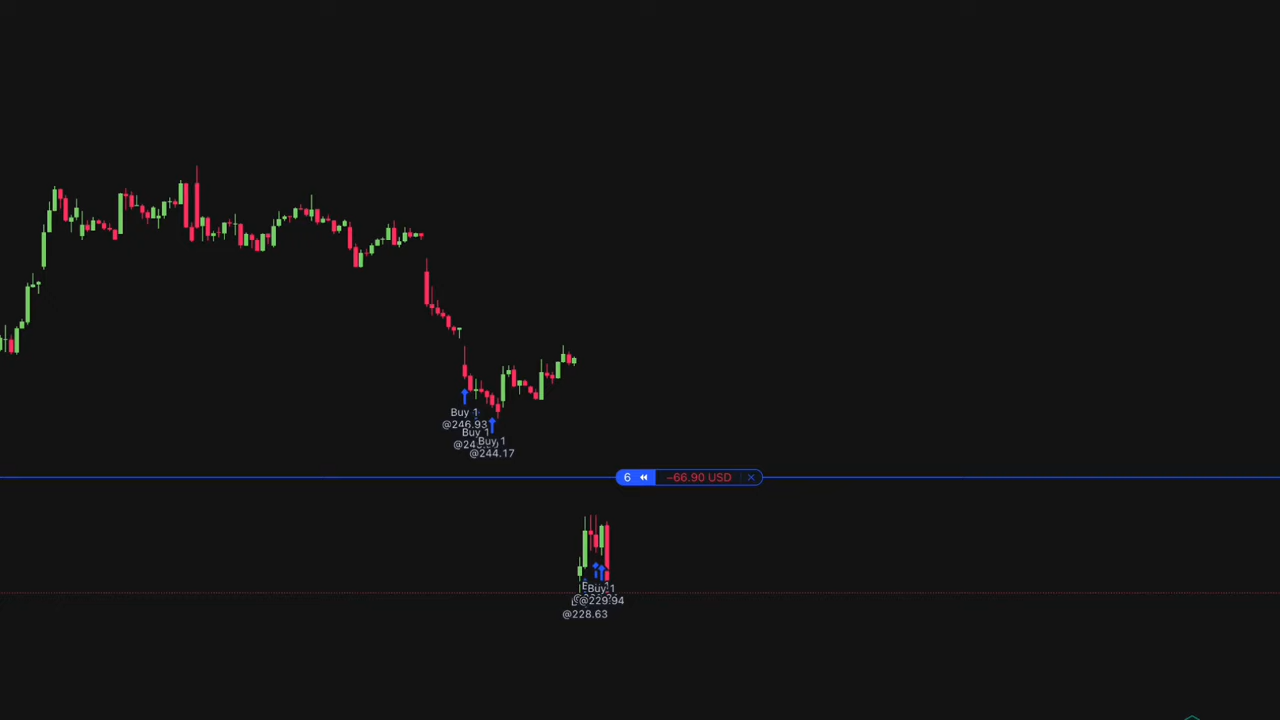 Buy 1
@246.93
Buy 1
Buy 1
@244.17
6 −66.90 USD
Buy 1
@229.94
@228.63